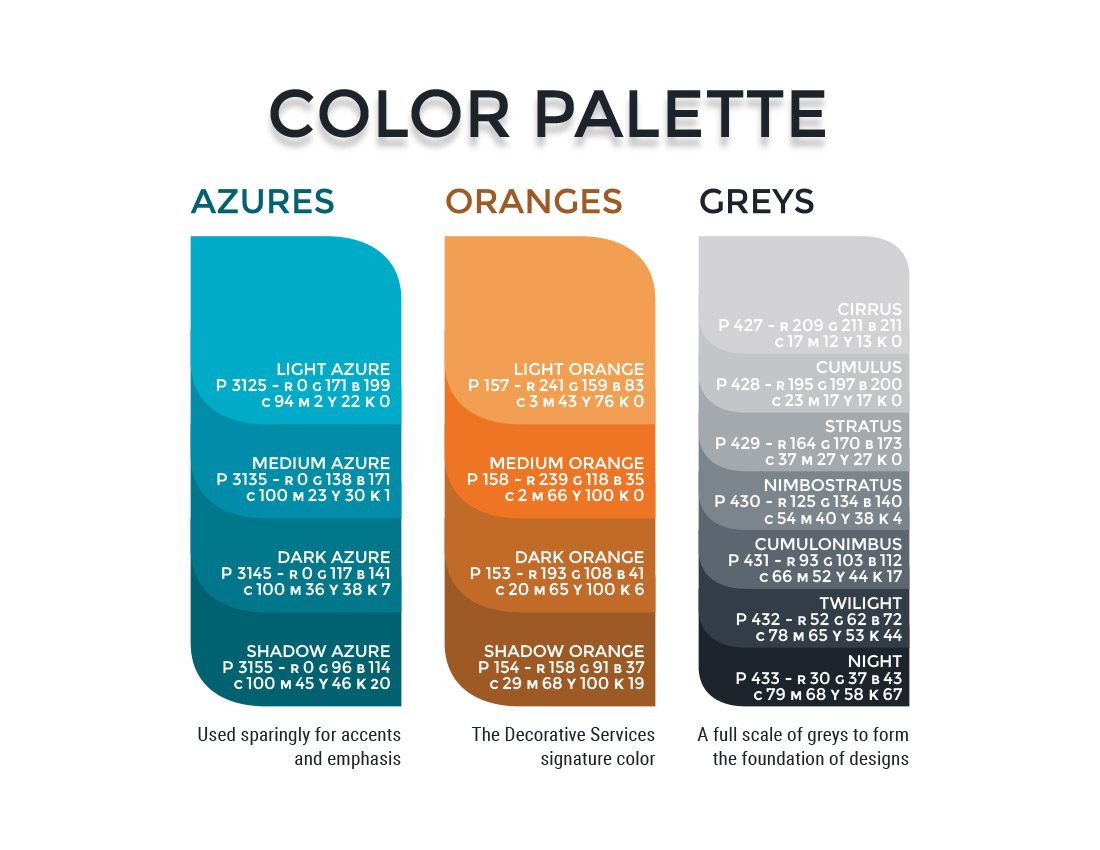 COLOR PALETTE
AZURES
LIGHT AZURE
P 3125 - R 0 G 171 B 199
C 94 M 2 Y 22 K 0
MEDIUM AZURE
P 3135 - R 0 G 138 B 171
C 100 M 23 Y 30 K 1
DARK AZURE
P 3145 - R 0 G 117 B 141
C 100 M 36 Y 38 K 7
SHADOW AZURE
P 3155 - R 0 G 96 B 114
C 100 M 45 Y 46 K 20
Used sparingly for accents
and emphasis
ORANGES
LIGHT ORANGE
P 157 - R 241 G 159 B 83
C 3 M 43 Y 76 K 0
MEDIUM ORANGE
P 158 - R 239 G 118 B 35
C 2 M 66 Y 100 K 0
DARK ORANGE
P 153 - R 193 G 108 B 41
C 20 M 65 Y 100 K 6
SHADOW ORANGE
P 154 - R 158 G 91 B 37
C 29 M 68 Y 100 K 19
The Decorative Services
signature color
GREYS
CIRRUS
P 427 - R 209 G 211 B 211
C 17 M 12 Y 13 K 0
CUMULUS
P 428 - R 195 G 197 B 200
C 23 M 17 Y 17 K 0
STRATUS
P 429 - R 164 G 170 B 173
C 37 M 27 Y 27 K 0
NIMBOSTRATUS
P 430 - R 125 G 134 B 140
C 54 M 40 Y 38 K 4
CUMULONIMBUS
P 431 - R 93 G 103 B 112
C 66 M 52 Y 44 K 17
TWILIGHT
P 432 - R 52 G 62 B 72
C 78 M 65 Y 53 K 44
NIGHT
P 433 - R 30 G 37 B 43
C 79 M 68 Y 58 K 67
A full scale of greys to form
the foundation of designs